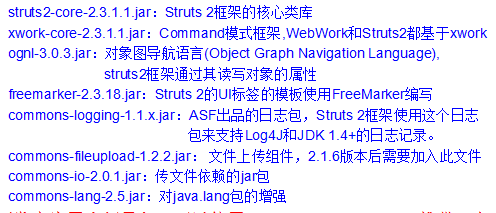 struts2-core-2.3.1.1.jar：Struts 2框架的核心类库
xwork-core-2.3.1.1.jar：Command模式框架,WebWork和Struts2都基于xwork
ognl-3.0.3.jar：对象图导航语言(Object Graph Navigation Language),
struts2框架通过其读写对象的属性
freemarker-2.3.18.jar：Struts 2的UI标签的模板使用FreeMarker编写
commons-logging-1.1.x.jar：ASF出品的日志包，Struts 2框架使用这个日志
包来支持Log4J和JDK 1.4+的日志记录。
commons-fileupload-1.2.2.jar：文件上传组件，2.1.6版本后需要加入此文件
commons-io-2.0.1.jar：传文件依赖的jar包
commons-lang-2.5.jar：对java.lang包的增强